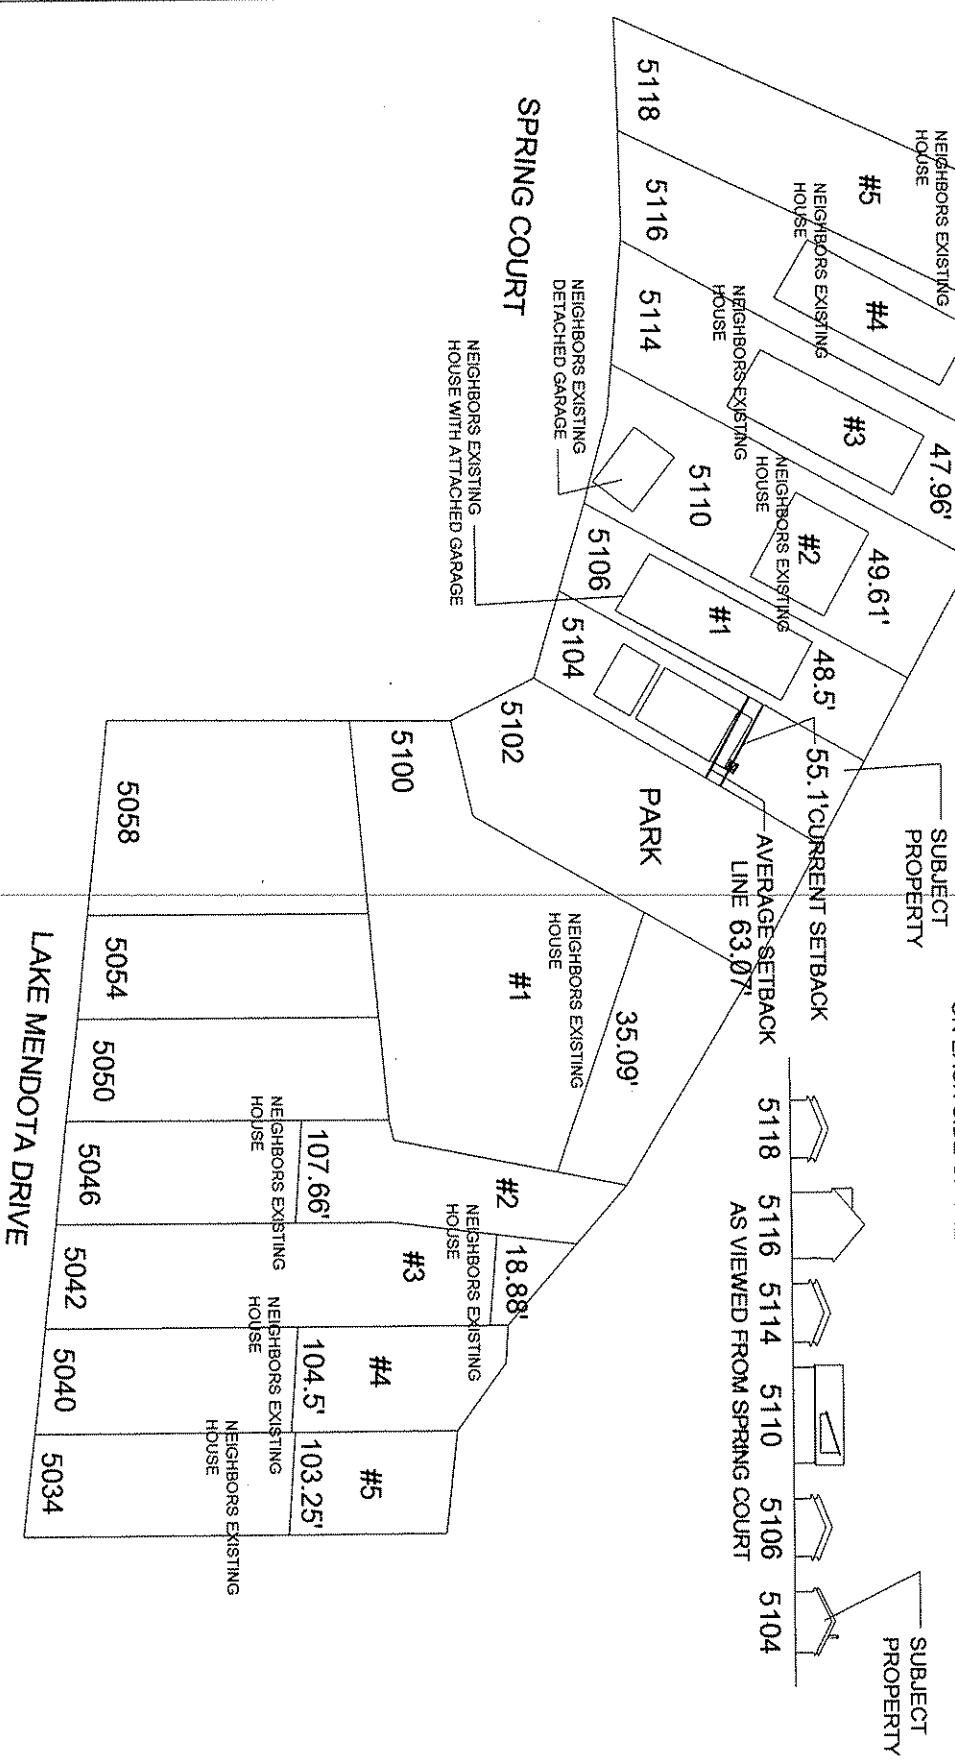 NEIGHBORS EXISTING
HOUSE
#5
5118
NEIGHBORS EXISTING
HOUSE
#4
5116
NEIGHBORS EXISTING
HOUSE
#3
47.96'
5114
SPRING COURT
NEIGHBORS EXISTING
DETACHED GARAGE
5110
NEIGHBORS EXISTING
HOUSE
#2
49.61'
NEIGHBORS EXISTING
HOUSE WITH ATTACHED GARAGE
5106
#1
48.5'
5104
55.1' CURRENT SETBACK
AVERAGE SETBACK
LINE 63.07'
SUBJECT
PROPERTY
5102
PARK
5100
5058
5054
5050
5046
5042
5040
5034
LAKE MENDOTA DRIVE
NEIGHBORS EXISTING
HOUSE
#1
35.09'
NEIGHBORS EXISTING
HOUSE
107.66'
#2
NEIGHBORS EXISTING
HOUSE
18.88'
#3
NEIGHBORS EXISTING
HOUSE
104.5'
#4
NEIGHBORS EXISTING
HOUSE
103.25'
#5
5118 5116 5114 5110 5106 5104
AS VIEWED FROM SPRING COURT
SUBJECT
PROPERTY